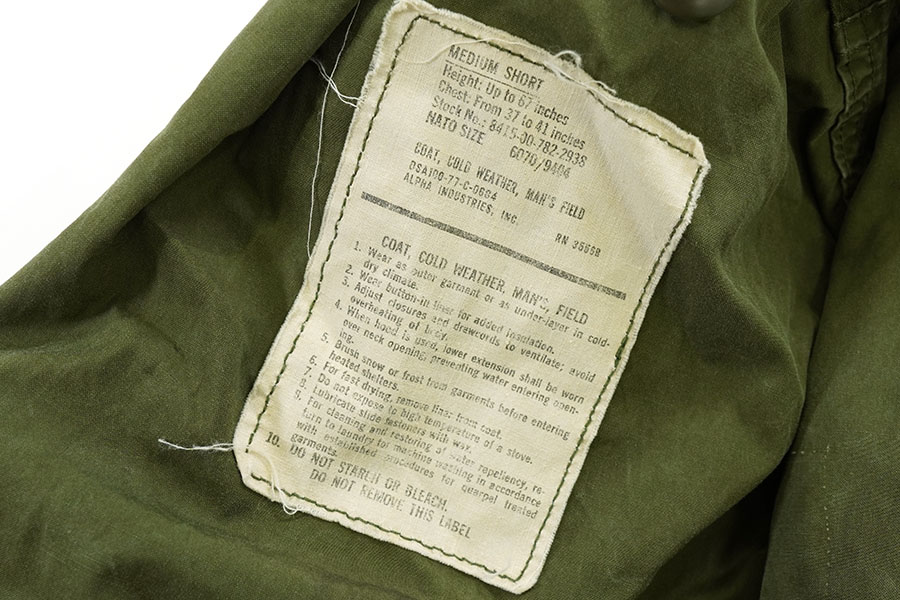 MEDIUM SHORT
Height: Up to 67 inches
Chest: From 37 to 41 inches
Stock No.: 8415-00-782-2938
NATO SIZE 6070/9404
COAT, COLD WEATHER, MAN'S FIELD
DSA100-77-C-0664
ALPHA INDUSTRIES, INC. RN 35668
COAT, COLD WEATHER, MAN'S, FIELD
1. Wear as outer garment or as under-layer in cold-
dry climate.
2. Wear button-in liner for added insulation.
3. Adjust closures and drawcords to ventilate, avoid
overheating of body.
4. When hood is used, lower extension shall be worn
over neck opening, preventing water entering open-
ing.
5. Brush snow or frost from garments before entering
heated shelters.
6. For fast drying, remove liner from coat.
7. Do not expose to high temperature of a stove.
8. Lubricate slide fasteners with wax.
9. For cleaning and restoring of water repellency, re-
turn to laundry for machine washing in accordance
with established procedures for quarpel treated
garments.
10. DO NOT STARCH OR BLEACH.
DO NOT REMOVE THIS LABEL